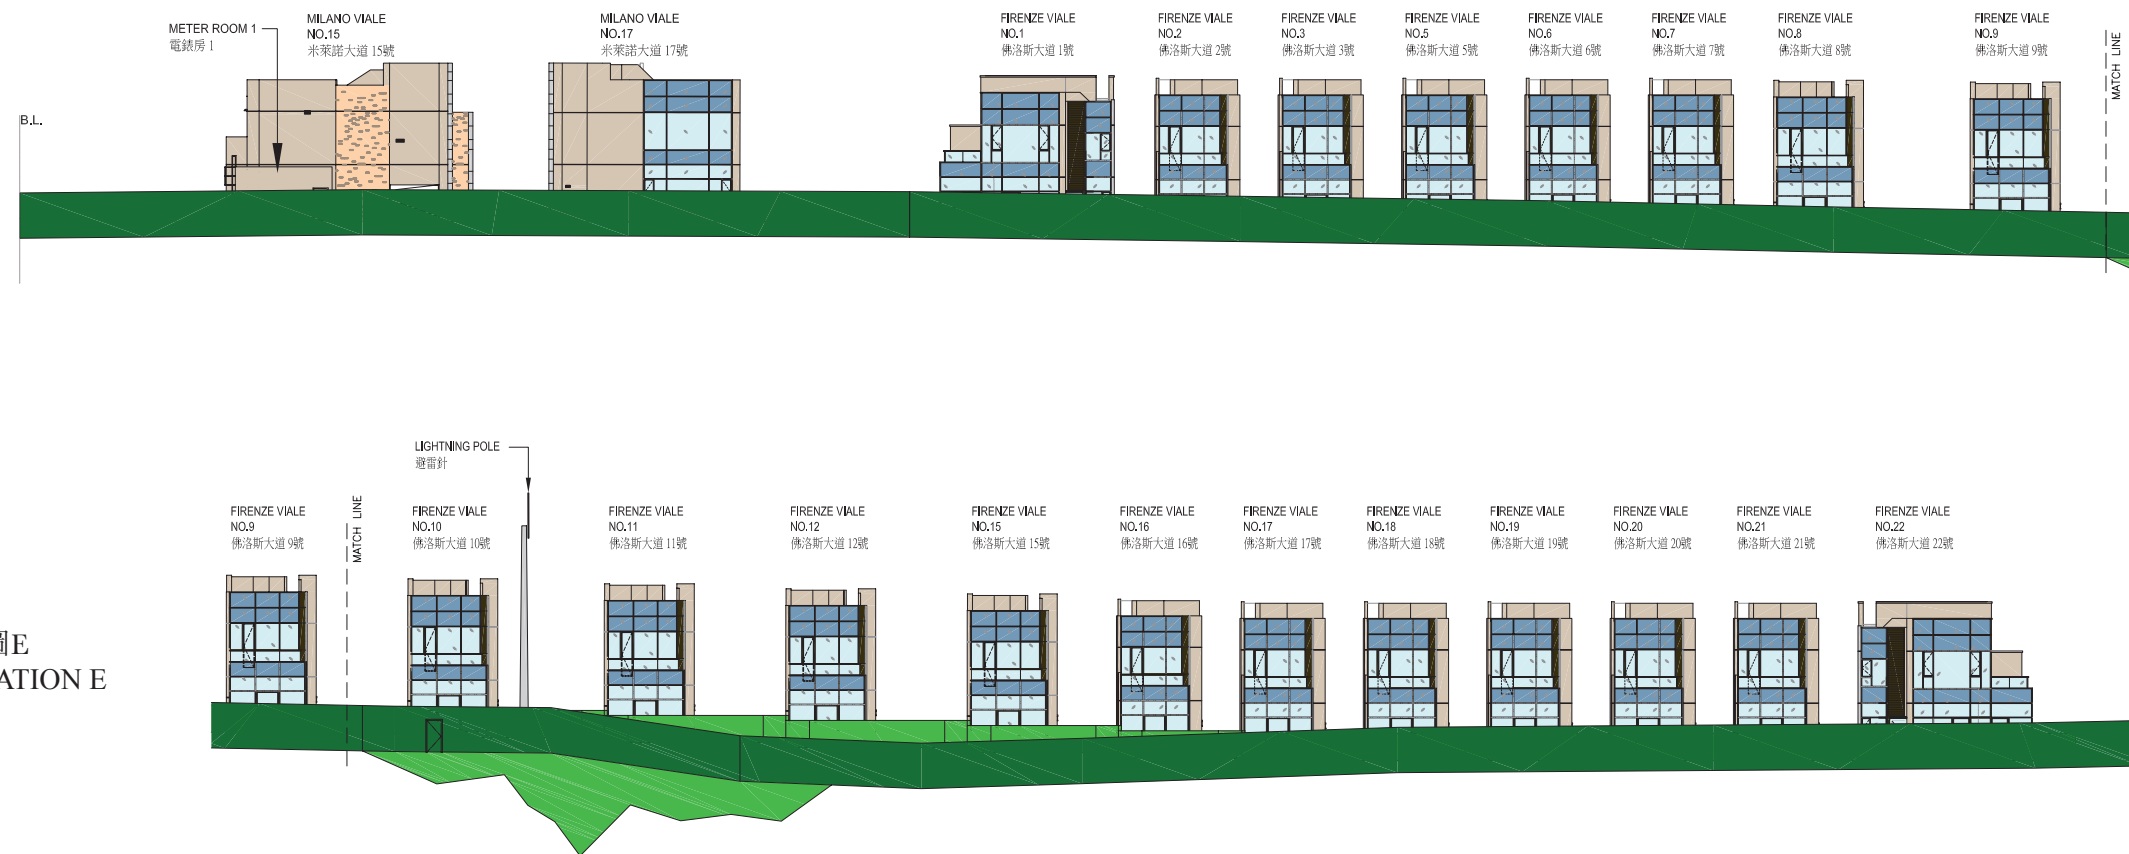 METER ROOM 1
電錶房 1
MILANO VIALE
NO.15
米萊諾大道 15號
MILANO VIALE
NO.17
米萊諾大道 17號
FIRENZE VIALE
NO.1
佛洛斯大道 1號
FIRENZE VIALE
NO.2
佛洛斯大道 2號
FIRENZE VIALE
NO.3
佛洛斯大道 3號
FIRENZE VIALE
NO.5
佛洛斯大道 5號
FIRENZE VIALE
NO.6
佛洛斯大道 6號
FIRENZE VIALE
NO.7
佛洛斯大道 7號
FIRENZE VIALE
NO.8
佛洛斯大道 8號
FIRENZE VIALE
NO.9
佛洛斯大道 9號
MATCH LINE
B.L.
LIGHTNING POLE
避雷針
FIRENZE VIALE
NO.9
佛洛斯大道 9號
MATCH LINE
FIRENZE VIALE
NO.10
佛洛斯大道 10號
FIRENZE VIALE
NO.11
佛洛斯大道 11號
FIRENZE VIALE
NO.12
佛洛斯大道 12號
FIRENZE VIALE
NO.15
佛洛斯大道 15號
FIRENZE VIALE
NO.16
佛洛斯大道 16號
FIRENZE VIALE
NO.17
佛洛斯大道 17號
FIRENZE VIALE
NO.18
佛洛斯大道 18號
FIRENZE VIALE
NO.19
佛洛斯大道 19號
FIRENZE VIALE
NO.20
佛洛斯大道 20號
FIRENZE VIALE
NO.21
佛洛斯大道 21號
FIRENZE VIALE
NO.22
佛洛斯大道 22號
圖E
ATION E